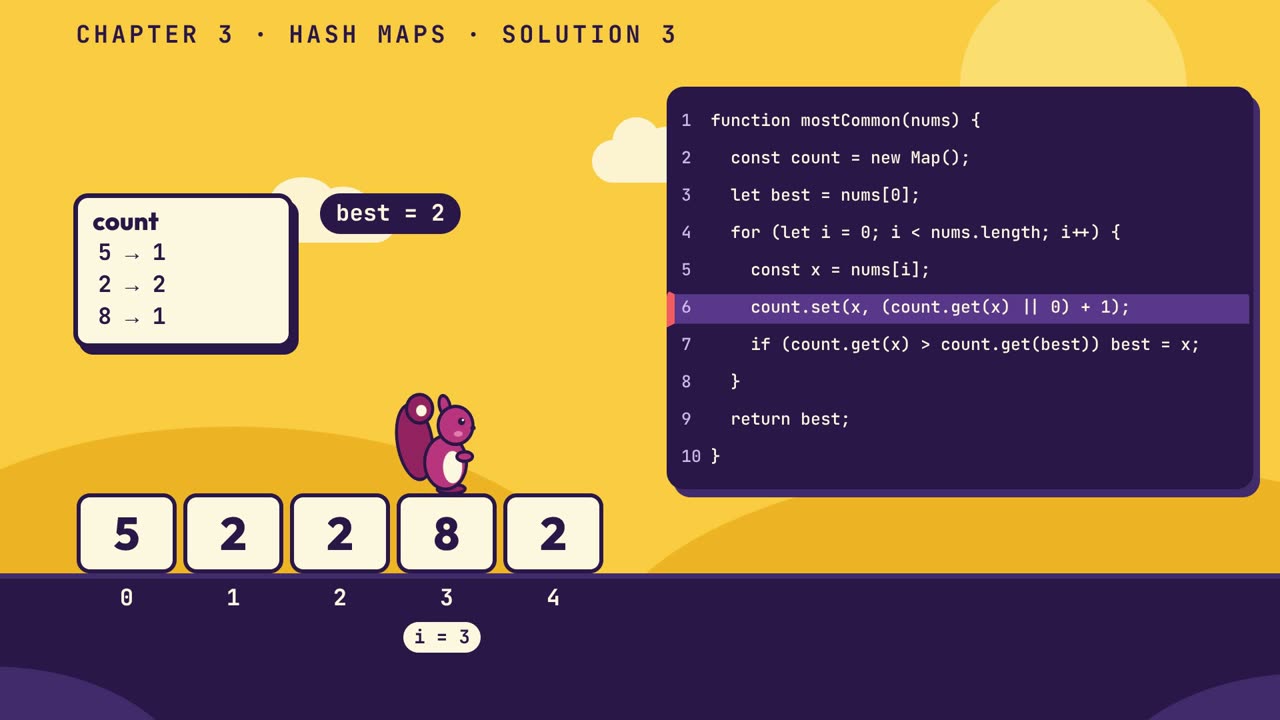 CHAPTER 3 · HASH MAPS · SOLUTION 3
count
5 → 1
2 → 2
8 → 1
best = 2
1 function mostCommon(nums) {
2 const count = new Map();
3 let best = nums[0];
4 for (let i = 0; i < nums.length; i++) {
5 const x = nums[i];
6 count.set(x, (count.get(x) || 0) + 1);
7 if (count.get(x) > count.get(best)) best = x;
8 }
9 return best;
10 }
5 2 2 8 2
0 1 2 3 4
i = 3